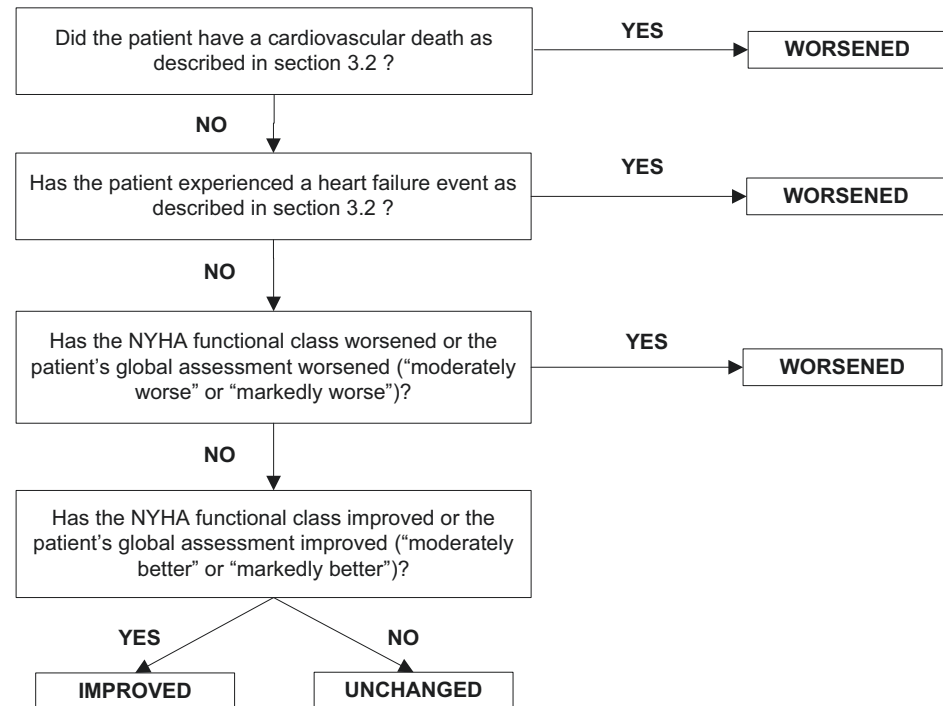 Did the patient have a cardiovascular death as
described in section 3.2 ?
YES
WORSENED
NO
Has the patient experienced a heart failure event as
described in section 3.2 ?
YES
WORSENED
NO
Has the NYHA functional class worsened or the
patient’s global assessment worsened (“moderately
worse” or “markedly worse”)?
YES
WORSENED
NO
Has the NYHA functional class improved or the
patient’s global assessment improved (“moderately
better” or “markedly better”)?
YES
NO
IMPROVED
UNCHANGED